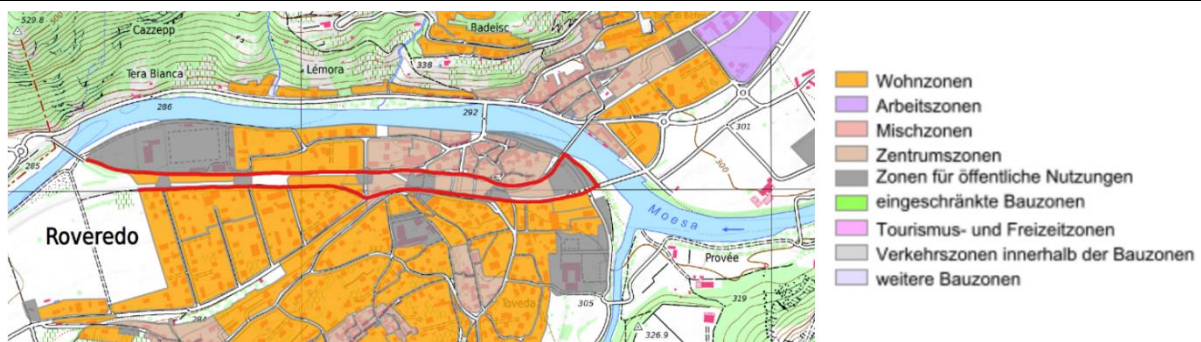 529.8
Cazzepp
Badeisc
Tera Bianca
Lémora
338
286
292
301
300
285
Moesa
Roveredo
Provée
Toveda
305
319
326.9
Wohnzonen
Arbeitszonen
Mischzonen
Zentrumszonen
Zonen für öffentliche Nutzungen
eingeschränkte Bauzonen
Tourismus- und Freizeitzonen
Verkehrszonen innerhalb der Bauzonen
weitere Bauzonen